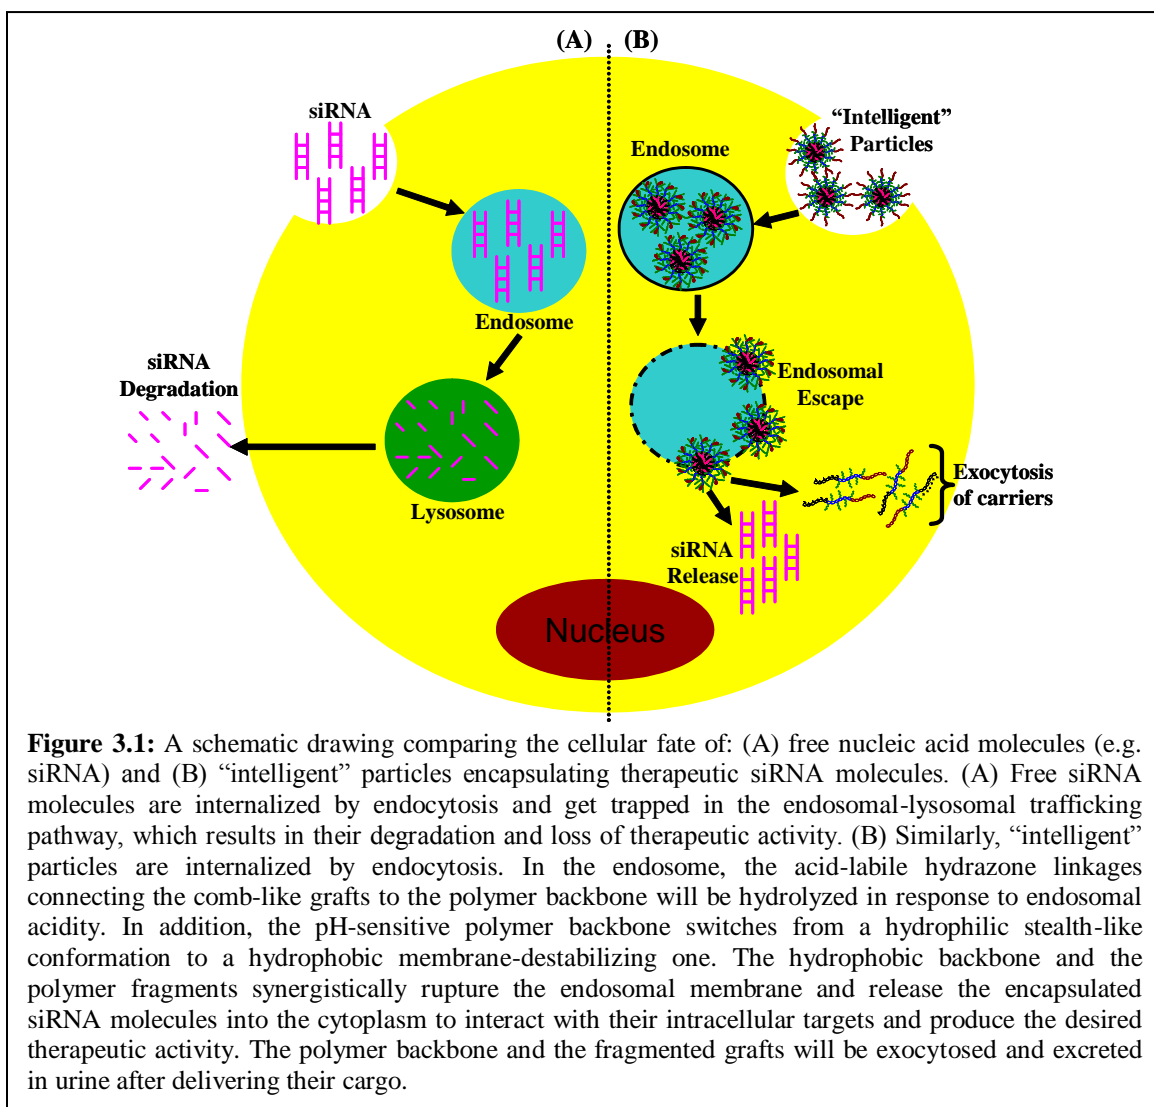 (A) (B)
siRNA
"Intelligent"
Particles
Endosome
Endosome
siRNA
Degradation
Endosomal
Escape
Lysosome
Exocytosis
of carriers
siRNA
Release
Nucleus
Figure 3.1: A schematic drawing comparing the cellular fate of: (A) free nucleic acid molecules (e.g.
siRNA) and (B) “intelligent” particles encapsulating therapeutic siRNA molecules. (A) Free siRNA
molecules are internalized by endocytosis and get trapped in the endosomal-lysosomal trafficking
pathway, which results in their degradation and loss of therapeutic activity. (B) Similarly, “intelligent”
particles are internalized by endocytosis. In the endosome, the acid-labile hydrazone linkages
connecting the comb-like grafts to the polymer backbone will be hydrolyzed in response to endosomal
acidity. In addition, the pH-sensitive polymer backbone switches from a hydrophilic stealth-like
conformation to a hydrophobic membrane-destabilizing one. The hydrophobic backbone and the
polymer fragments synergistically rupture the endosomal membrane and release the encapsulated
siRNA molecules into the cytoplasm to interact with their intracellular targets and produce the desired
therapeutic activity. The polymer backbone and the fragmented grafts will be exocytosed and excreted
in urine after delivering their cargo.